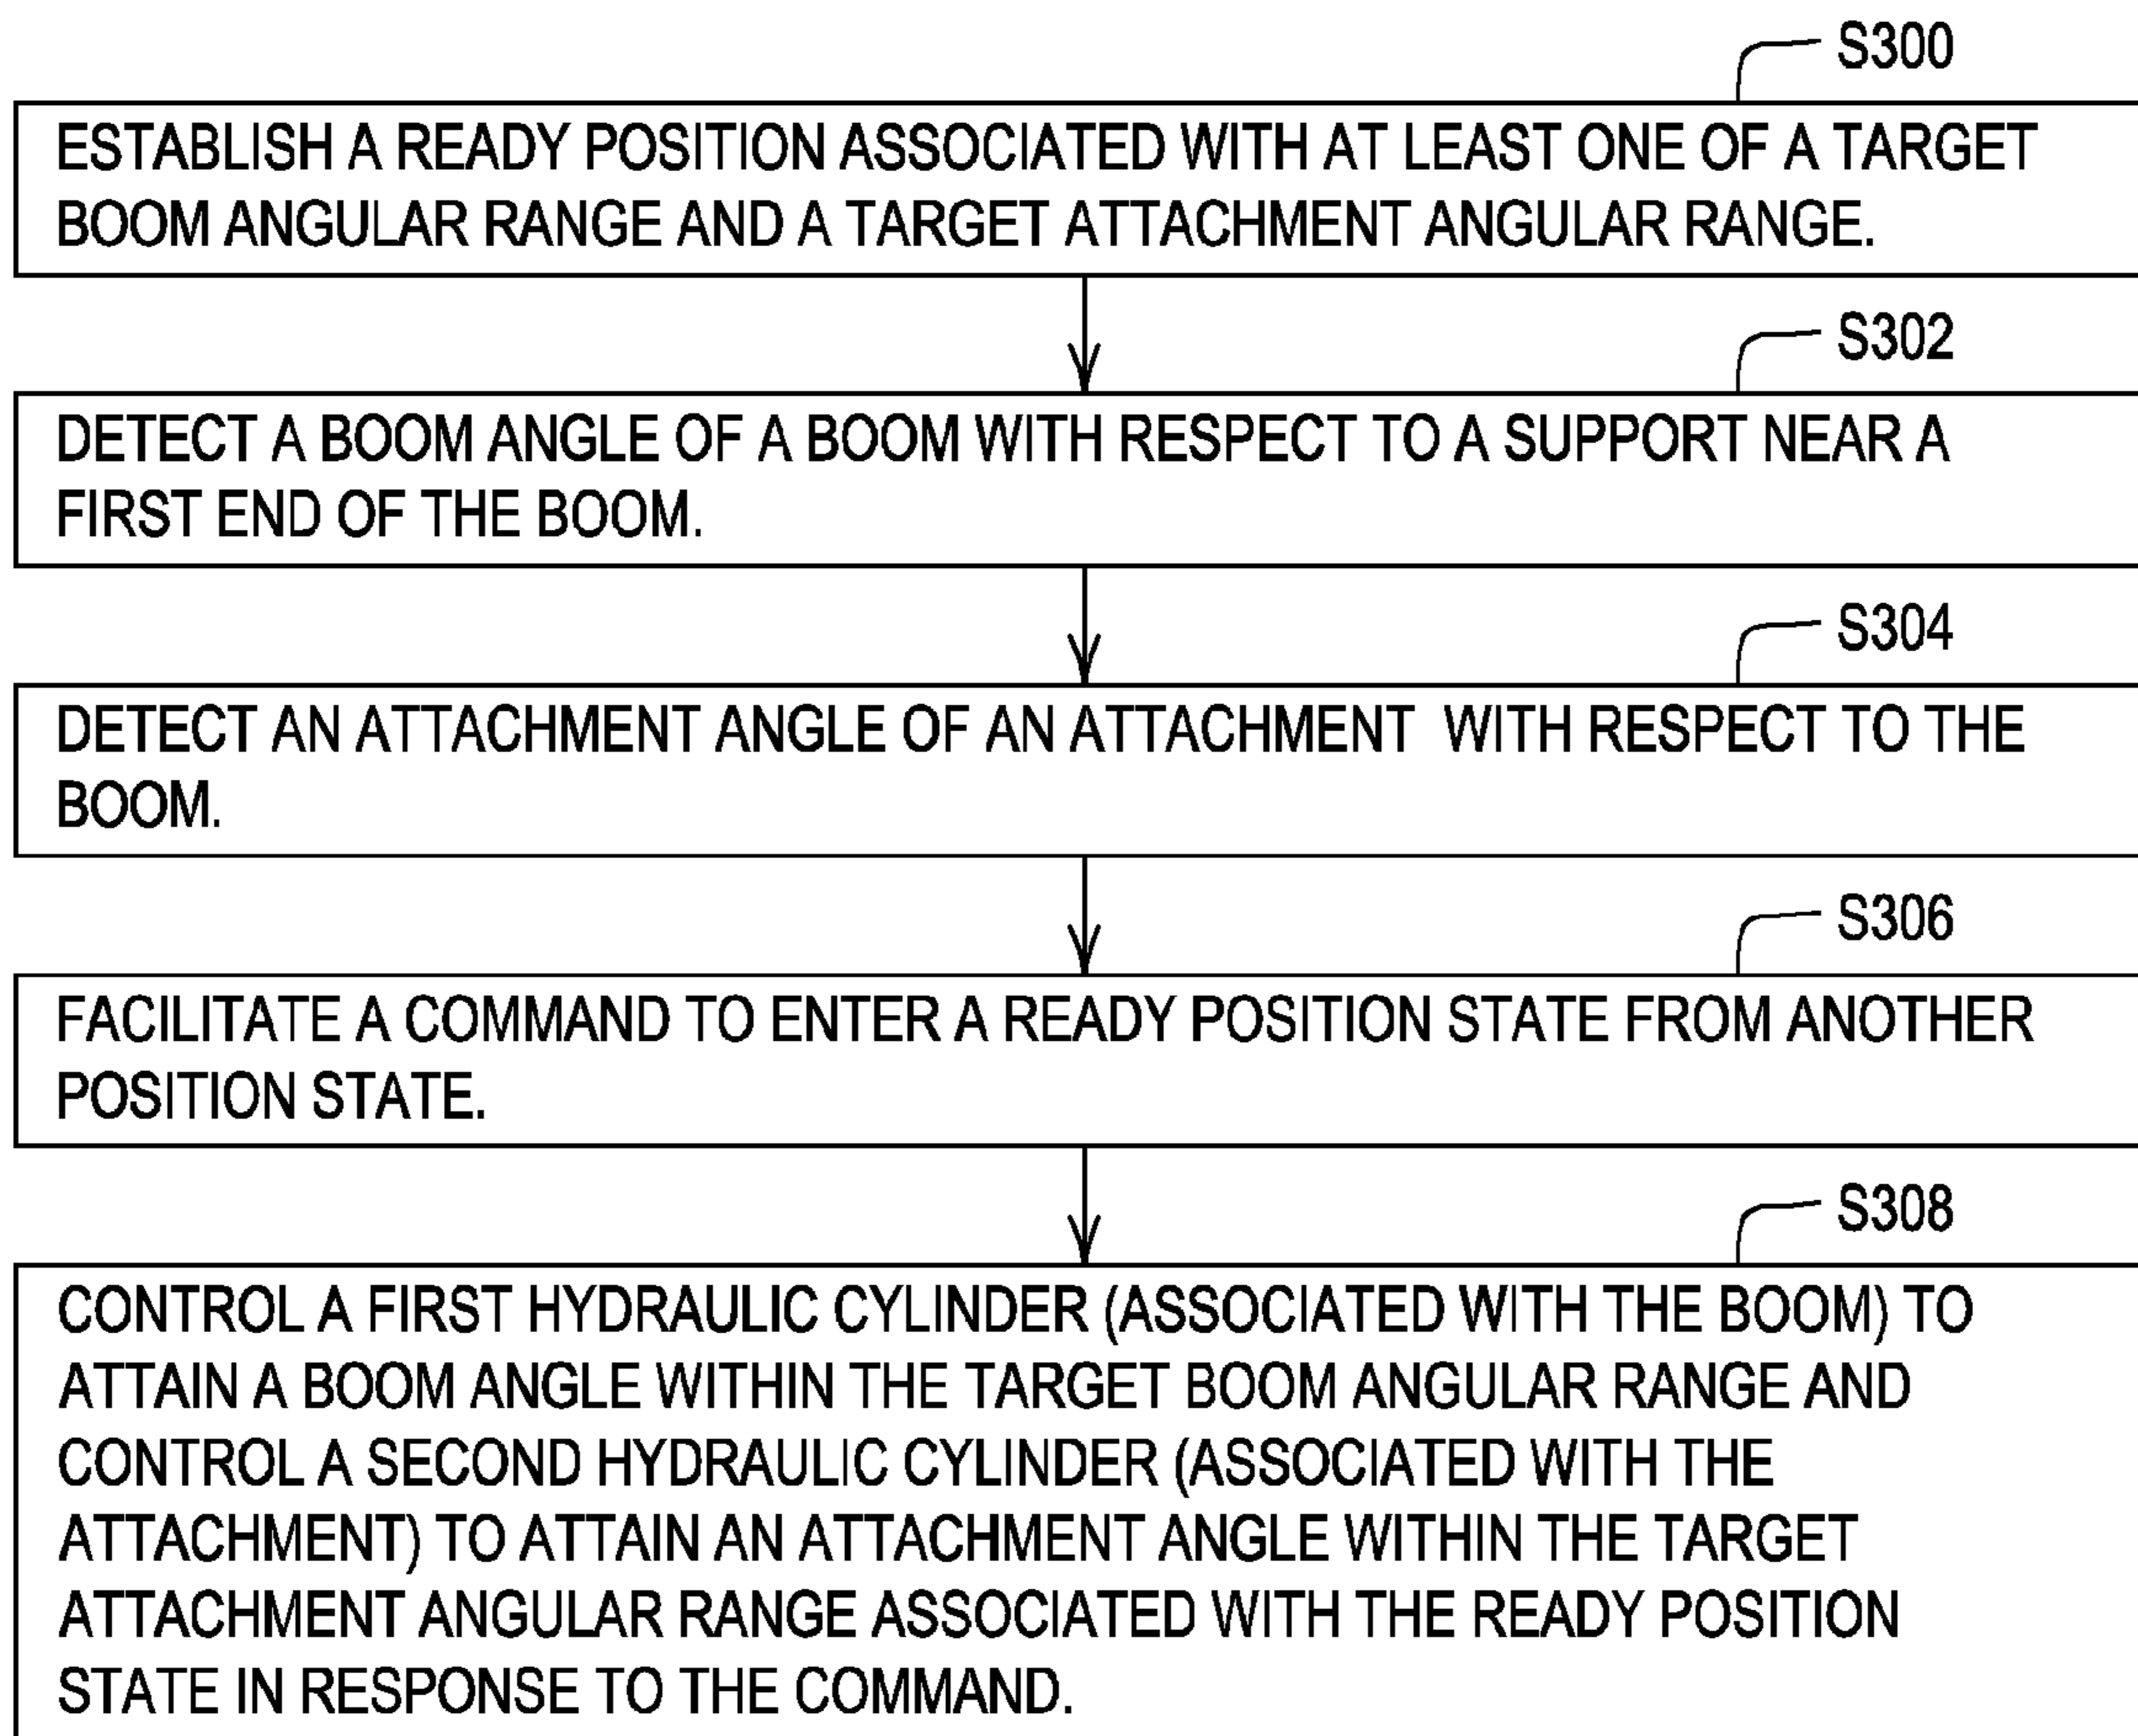 S300
ESTABLISH A READY POSITION ASSOCIATED WITH AT LEAST ONE OF A TARGET
BOOM ANGULAR RANGE AND A TARGET ATTACHMENT ANGULAR RANGE.
S302
DETECT A BOOM ANGLE OF A BOOM WITH RESPECT TO A SUPPORT NEAR A
FIRST END OF THE BOOM.
S304
DETECT AN ATTACHMENT ANGLE OF AN ATTACHMENT WITH RESPECT TO THE
BOOM.
S306
FACILITATE A COMMAND TO ENTER A READY POSITION STATE FROM ANOTHER
POSITION STATE.
S308
CONTROL A FIRST HYDRAULIC CYLINDER (ASSOCIATED WITH THE BOOM) TO
ATTAIN A BOOM ANGLE WITHIN THE TARGET BOOM ANGULAR RANGE AND
CONTROL A SECOND HYDRAULIC CYLINDER (ASSOCIATED WITH THE
ATTACHMENT) TO ATTAIN AN ATTACHMENT ANGLE WITHIN THE TARGET
ATTACHMENT ANGULAR RANGE ASSOCIATED WITH THE READY POSITION
STATE IN RESPONSE TO THE COMMAND.